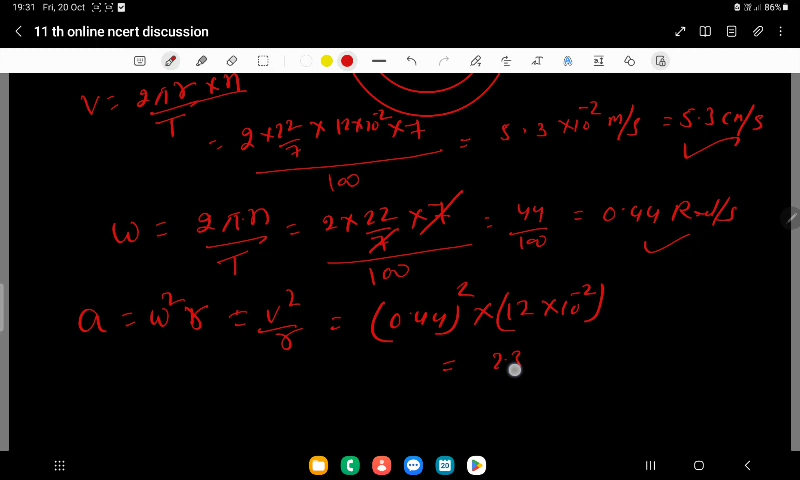 19:31 Fri, 20 Oct 86%
11 th online ncert discussion
V = 2πr×n / T
= 2×22/7 × 12×10⁻²×7 / 100 = 5.3 ×10⁻² m/s = 5.3 cm/s
ω = 2π·n / T = 2×22/7 ×7 / 100 = 44/100 = 0.44 Rad/s
a = ω²r = v²/r = (0.44)² ×(12×10⁻²)
= 2.3
20